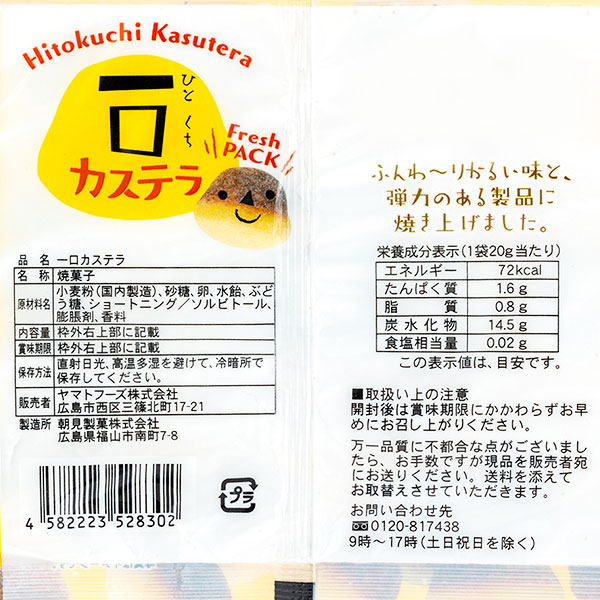 Hitokuchi Kasutera
一口
ひとくち
カステラ
Fresh
PACK
品名 一口カステラ
名称 焼菓子
原材料名 小麦粉(国内製造)、砂糖、卵、水飴、ぶど
う糖、ショートニング/ソルビトール、
膨脹剤、香料
内容量 枠外右上部に記載
賞味期限 枠外右上部に記載
保存方法 直射日光、高温多湿を避けて、冷暗所で
保存してください。
販売者 ヤマトフーズ株式会社
広島市西区三篠北町17-21
製造所 朝見製菓株式会社
広島県福山市南町7-8
4 582223 528302
プラ
ふんわ〜りかるい味と、
弾力のある製品に
焼き上げました。
栄養成分表示(1袋20g当たり)
エネルギー 72kcal
たんぱく質 1.6g
脂質 0.8g
炭水化物 14.5g
食塩相当量 0.02g
この表示値は、目安です。
■取扱い上の注意
開封後は賞味期限にかかわらずお早
めにお召し上がりください。
万一品質に不都合な点がございまし
たら、お手数ですが現品を販売者宛
にお送りください。送料を添えて
お取替えさせていただきます。
お問い合わせ先
0120-817438
9時〜17時(土日祝日を除く)